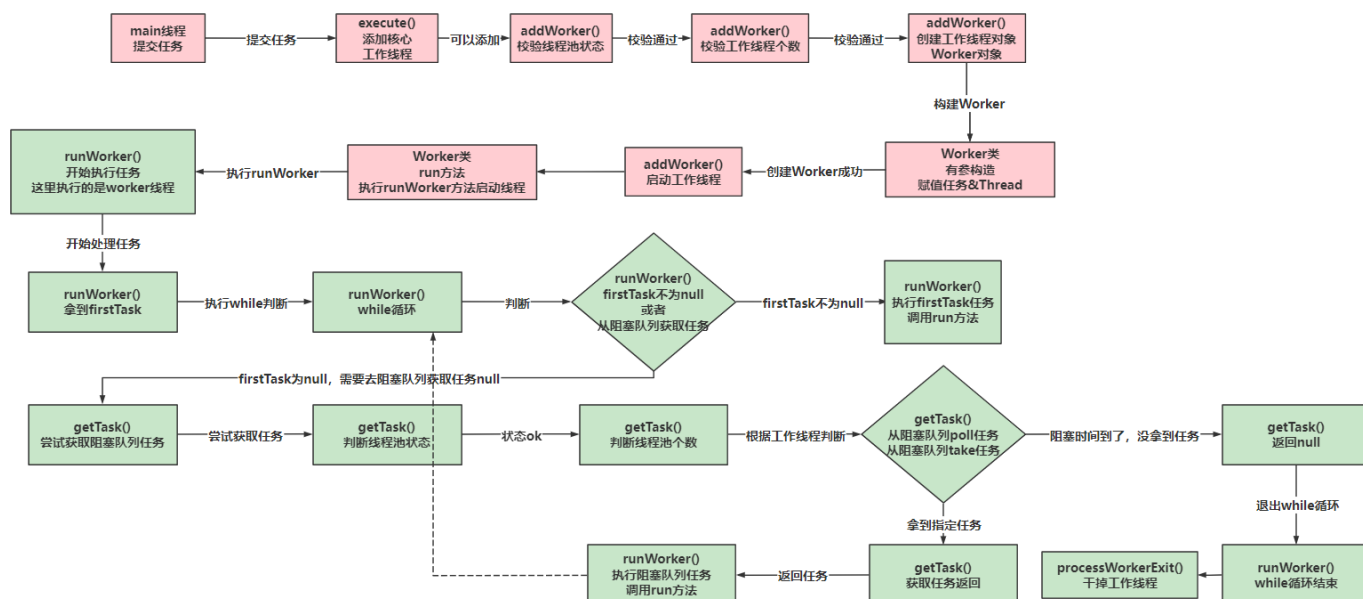 main线程
提交任务
提交任务
execute()
添加核心
工作线程
可以添加
addWorker()
校验线程池状态
校验通过
addWorker()
校验工作线程个数
校验通过
addWorker()
创建工作线程对象
Worker对象
构建Worker
Worker类
有参构造
赋值任务&Thread
创建Worker成功
addWorker()
启动工作线程
Worker类
run方法
执行runWorker方法启动线程
执行runWorker
runWorker()
开始执行任务
这里执行的是worker线程
开始处理任务
runWorker()
拿到firstTask
执行while判断
runWorker()
while循环
判断
runWorker()
firstTask不为null
或者
从阻塞队列获取任务
firstTask不为null
runWorker()
执行firstTask任务
调用run方法
firstTask为null，需要去阻塞队列获取任务null
getTask()
尝试获取阻塞队列任务
尝试获取任务
getTask()
判断线程池状态
状态ok
getTask()
判断线程池个数
根据工作线程判断
getTask()
从阻塞队列poll任务
从阻塞队列take任务
阻塞时间到了，没拿到任务
getTask()
返回null
拿到指定任务
退出while循环
getTask()
获取任务返回
返回任务
runWorker()
执行阻塞队列任务
调用run方法
runWorker()
while循环结束
processWorkerExit()
干掉工作线程